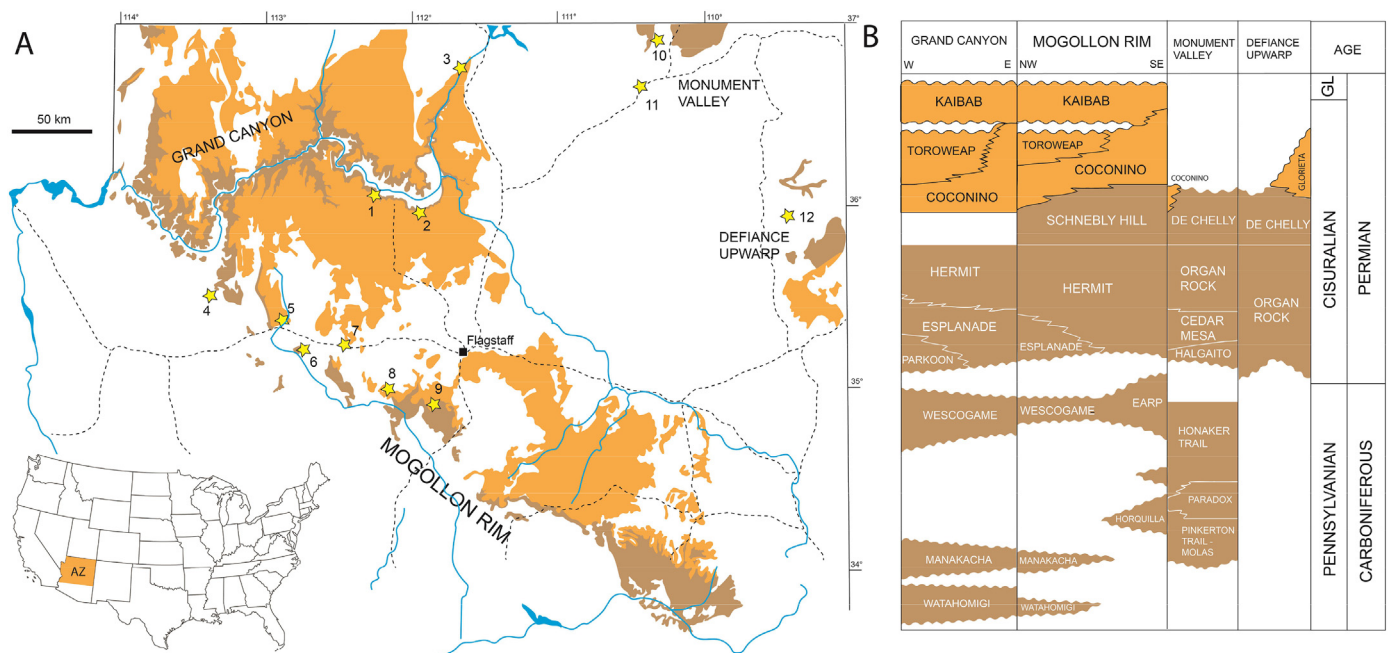 A
114°
113°
112°
111°
110°
37°
50 km
GRAND CANYON
3
10
MONUMENT
VALLEY
11
36°
1
2
12
DEFIANCE
UPWARP
4
5
7
Flagstaff
6
8
9
35°
MOGOLLON RIM
34°
AZ
B
GRAND CANYON
W E
MOGOLLON RIM
NW SE
MONUMENT
VALLEY
DEFIANCE
UPWARP
AGE
KAIBAB
KAIBAB
GL
TOROWEAP
TOROWEAP
COCONINO
COCONINO
COCONINO
GLORIETA
SCHNEBLY HILL
DE CHELLY
DE CHELLY
HERMIT
HERMIT
ORGAN
ROCK
ORGAN
ROCK
ESPLANADE
ESPLANADE
CEDAR
MESA
PARKOON
HALGAITO
CISURALIAN
PERMIAN
WESCOGAME
WESCOGAME
EARP
HONAKER
TRAIL
PARADOX
HORQUILLA
PINKERTON
TRAIL -
MOLAS
MANAKACHA
MANAKACHA
WATAHOMIGI
WATAHOMIGI
PENNSYLVANIAN
CARBONIFEROUS